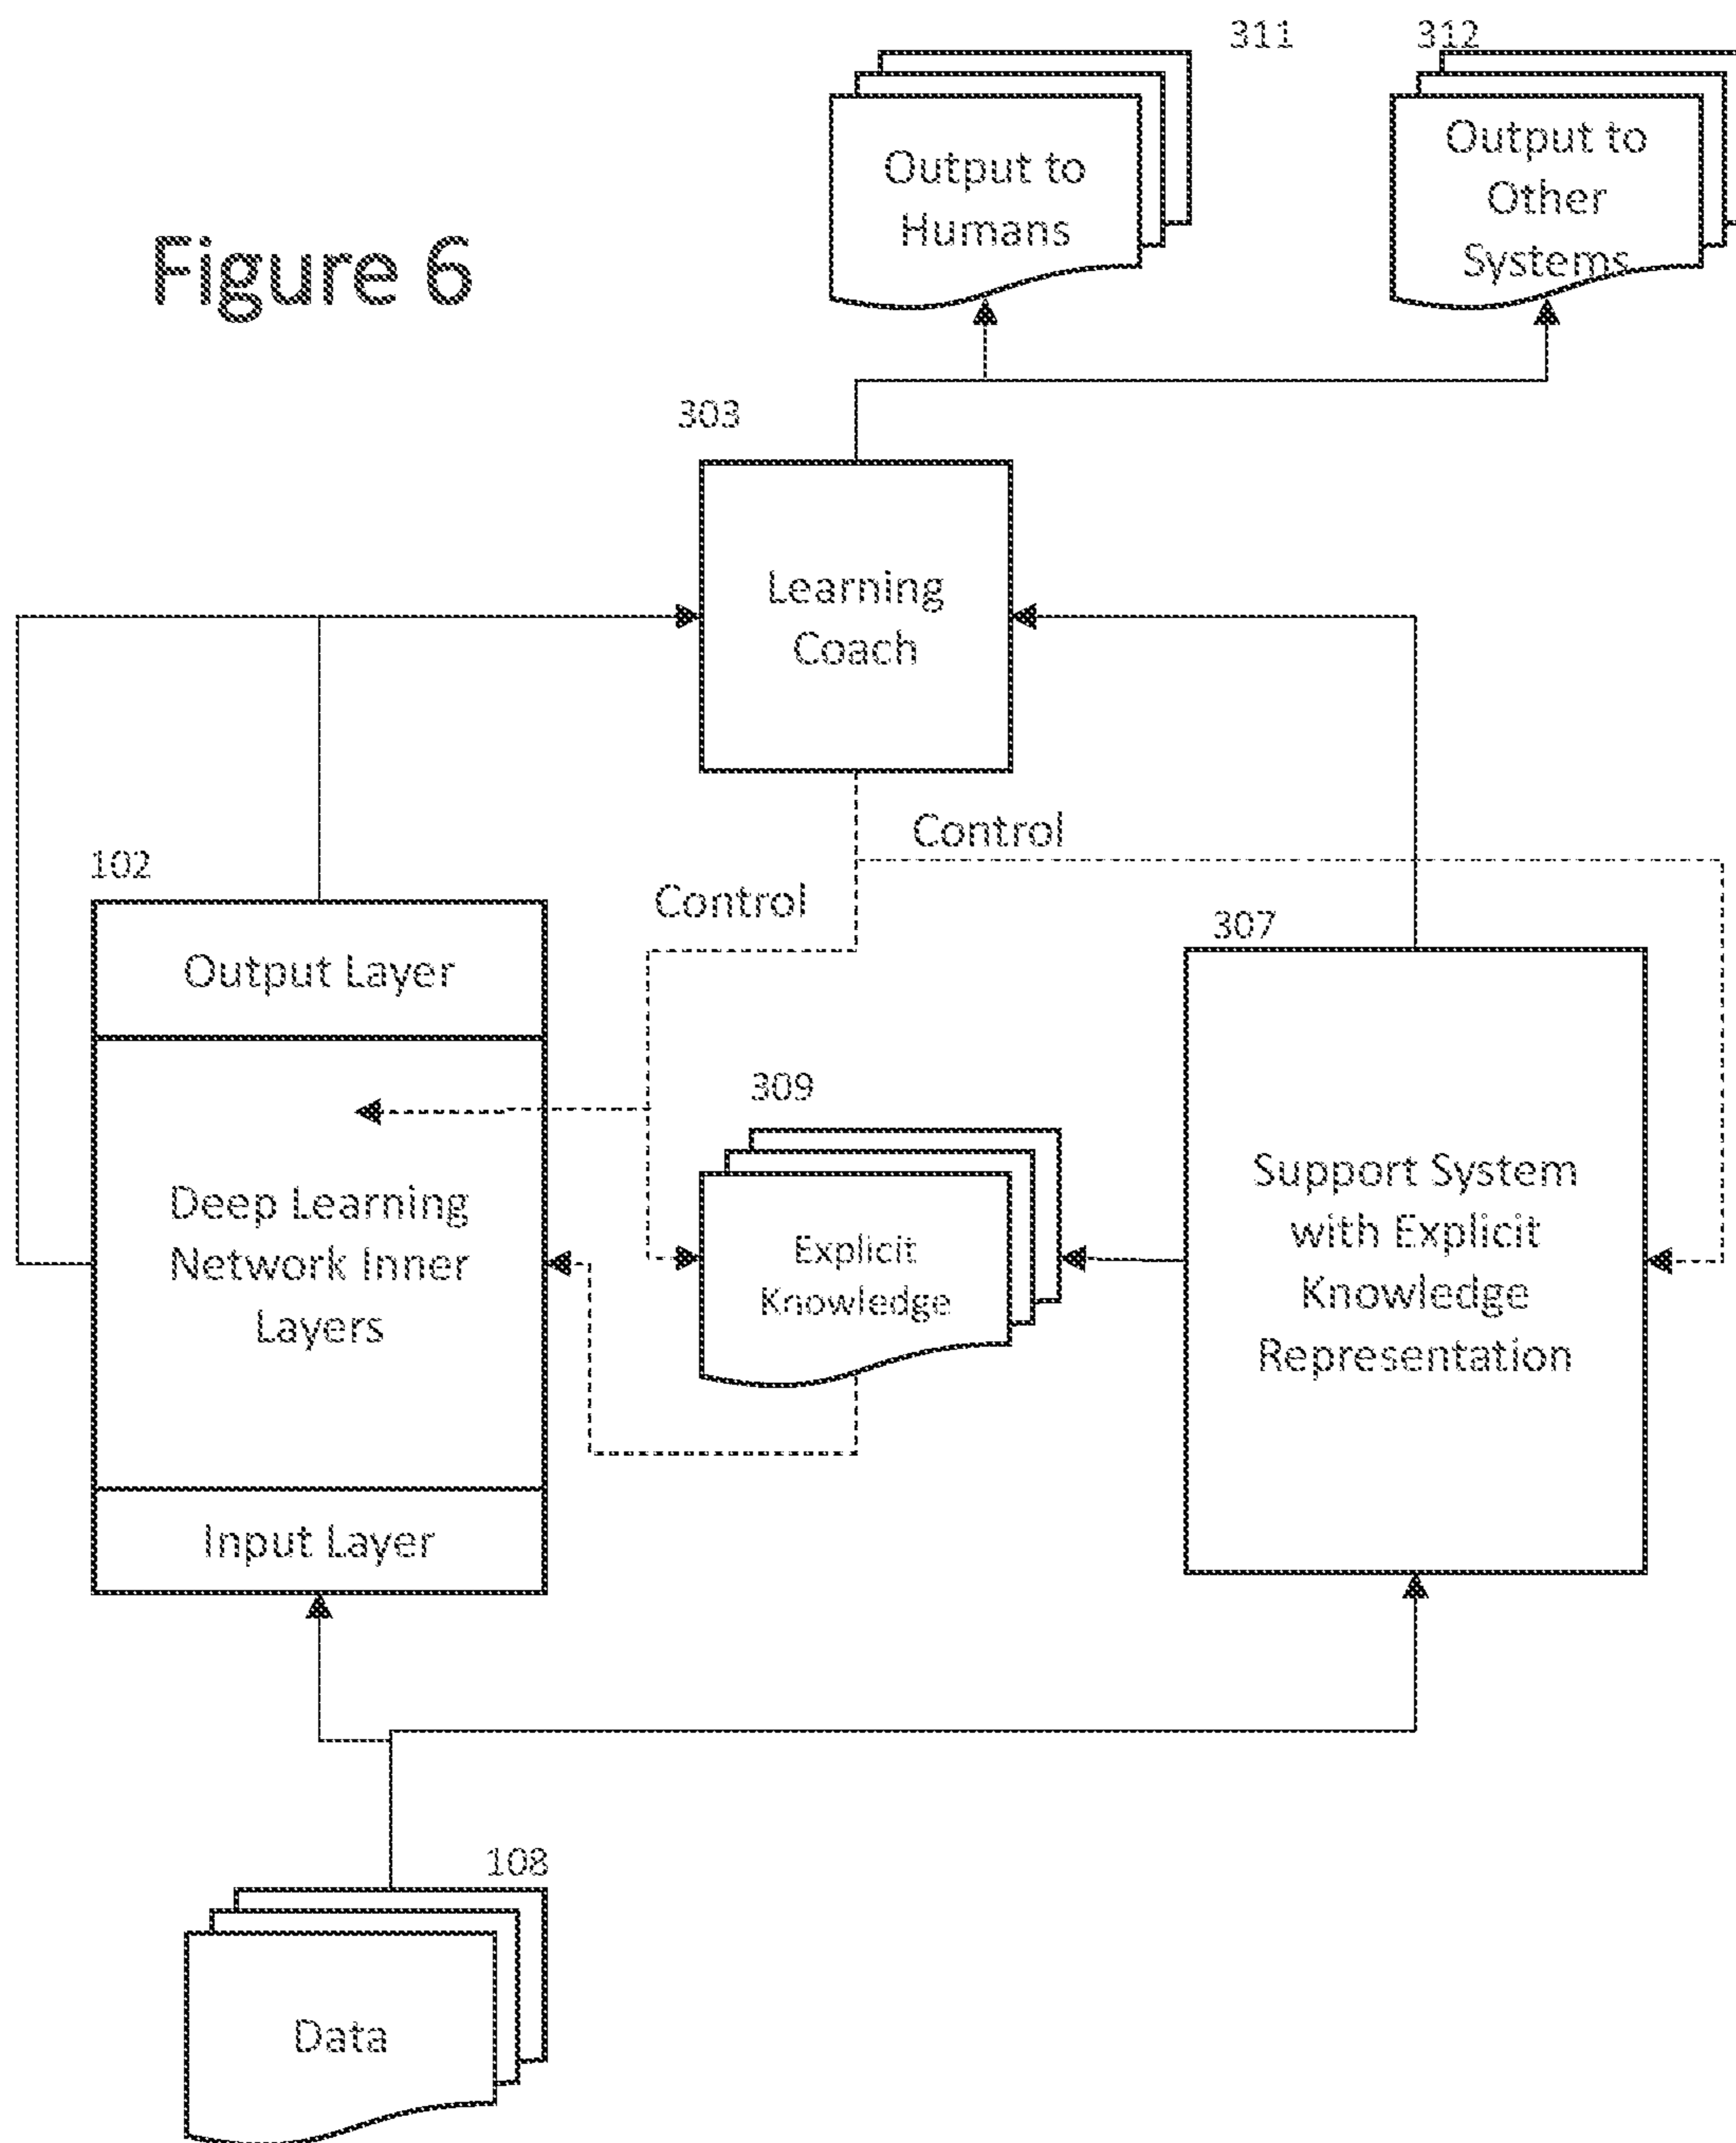 311
312
Output to
Humans
Output to
Other
Systems
Figure 6
303
Learning
Coach
Control
Control
102
307
Output Layer
309
Deep Learning
Network Inner
Layers
Explicit
Knowledge
Support System
with Explicit
Knowledge
Representation
Input Layer
108
Data